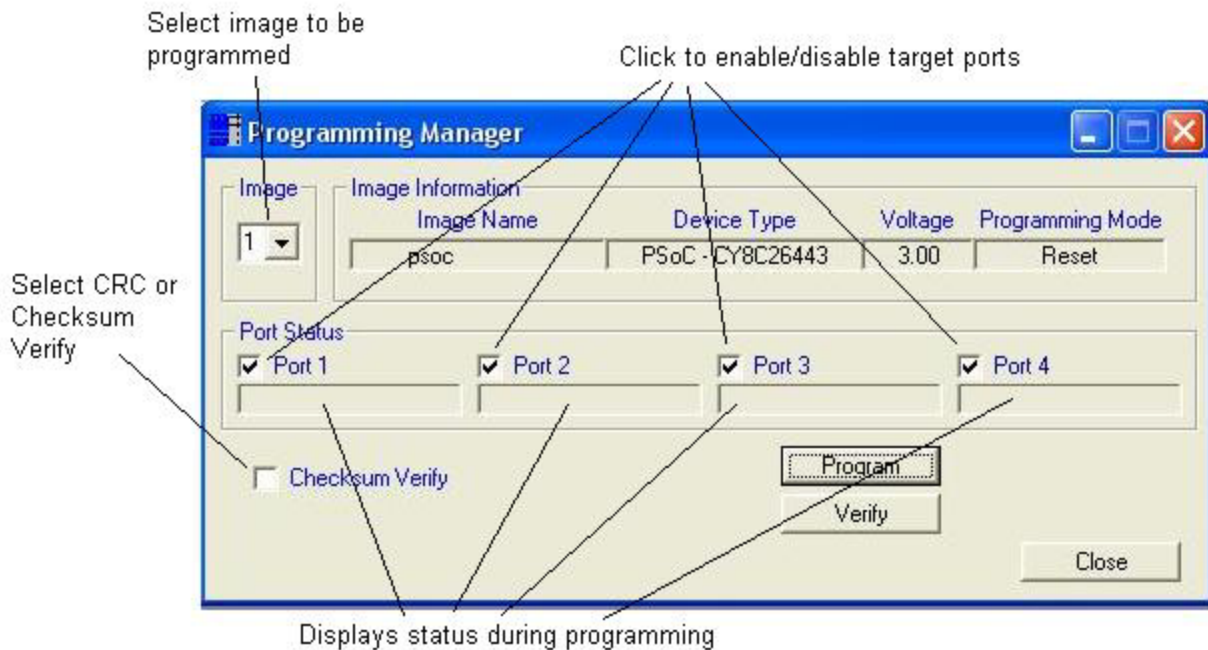 Select image to be
programmed
Click to enable/disable target ports
Programming Manager
Image
1
Image Information
Image Name
Device Type
Voltage
Programming Mode
psoc
PSoC - CY8C26443
3.00
Reset
Select CRC or
Checksum
Verify
Port Status
Port 1
Port 2
Port 3
Port 4
Checksum Verify
Program
Verify
Close
Displays status during programming